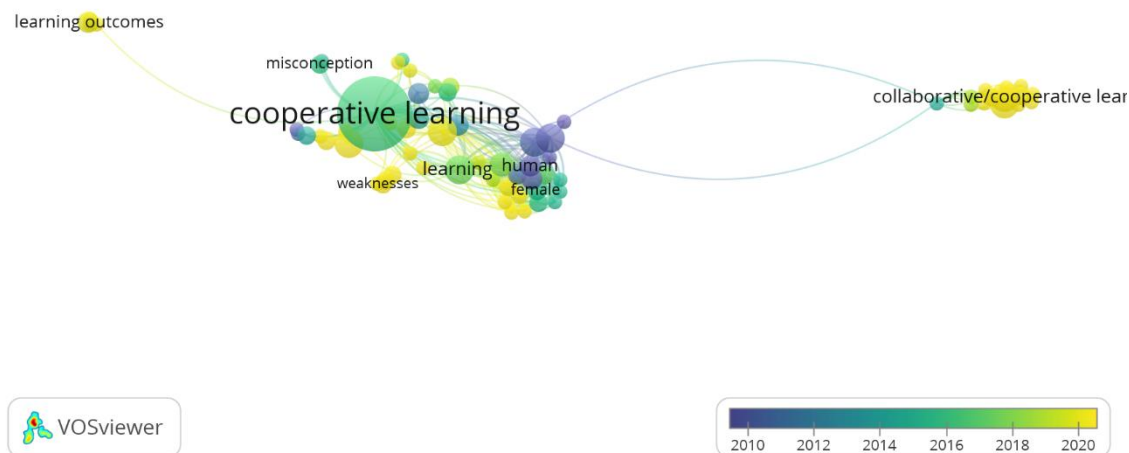 learning outcomes
misconception
cooperative learning
collaborative/cooperative lear
learning
human
weaknesses
female
VOSviewer
2010 2012 2014 2016 2018 2020